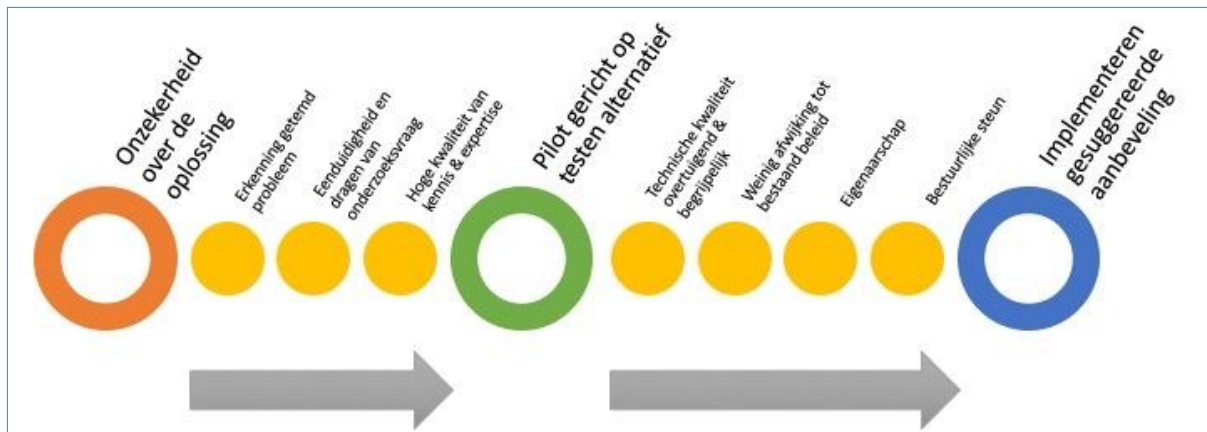 Onzekerheid
over de
oplossing
Erkenning getemd
probleem
Eenduidigheid en
dragen van
onderzoeksvraag
Hoge kwaliteit van
kennis & expertise
Pilot gericht op
testen alternatief
Technische kwaliteit
overtuigend &
begrijpelijk
Weinig afwijking tot
bestaand beleid
Eigenaarschap
Bestuurlijke steun
Implementeren
gesuggereerde
aanbeveling